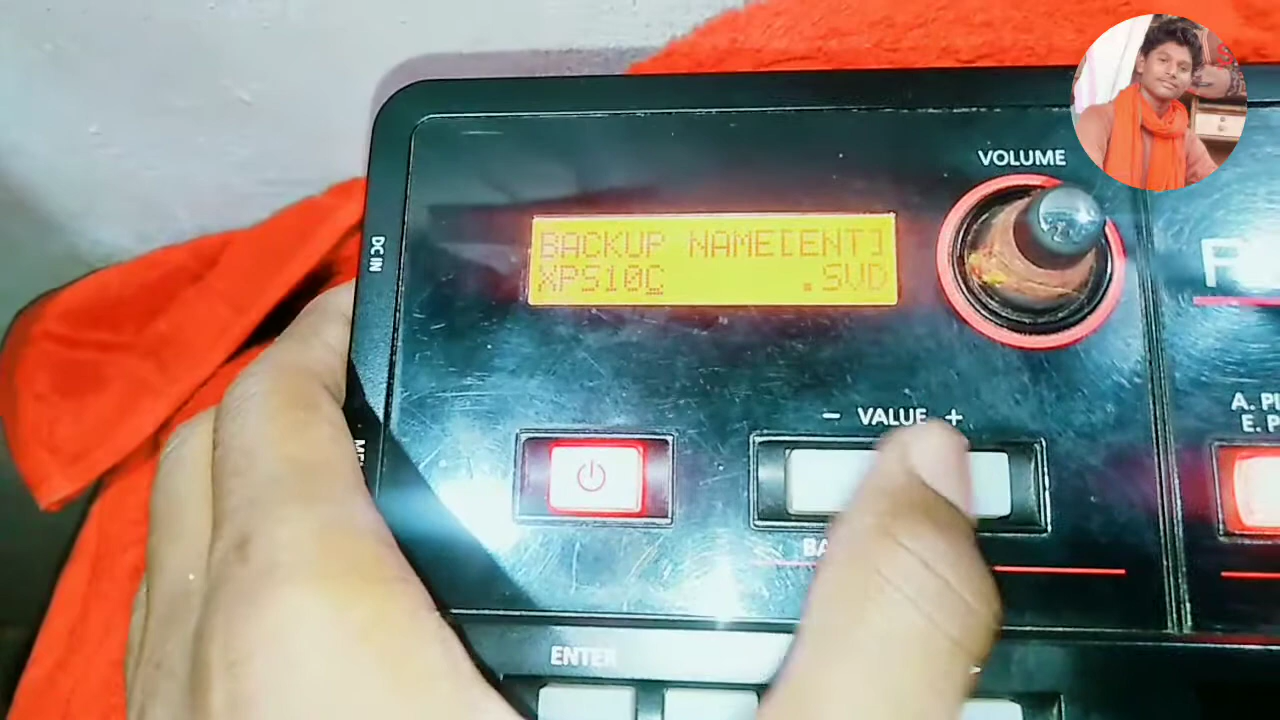 VOLUME
DC IN
BACKUP NAME[ENT]
XPS10C .SVD
- VALUE +
ENTER